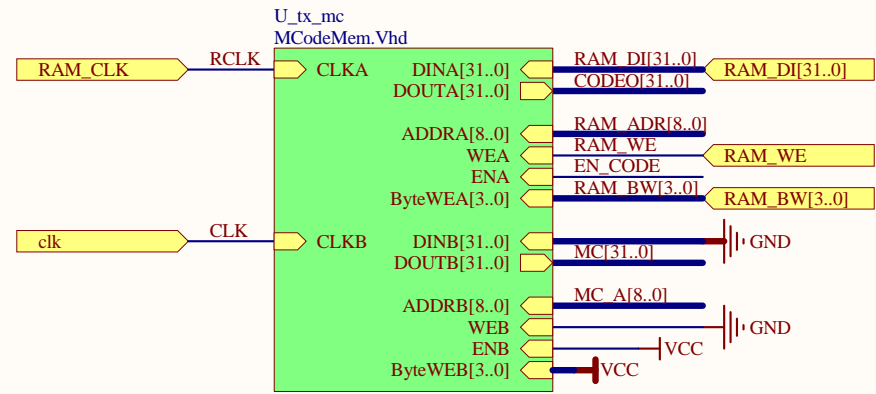 U_tx_mc
MCodeMem.Vhd
RAM_CLK RCLK CLKA DINA[31..0] RAM_DI[31..0] RAM_DI[31..0]
DOUTA[31..0] CODEO[31..0]
ADDRA[8..0] RAM_ADR[8..0]
WEA RAM_WE RAM_WE
ENA EN_CODE
ByteWEA[3..0] RAM_BW[3..0] RAM_BW[3..0]
clk CLK CLKB DINB[31..0] GND
DOUTB[31..0] MC[31..0]
ADDRB[8..0] MC_A[8..0]
WEB GND
ENB VCC
ByteWEB[3..0] VCC